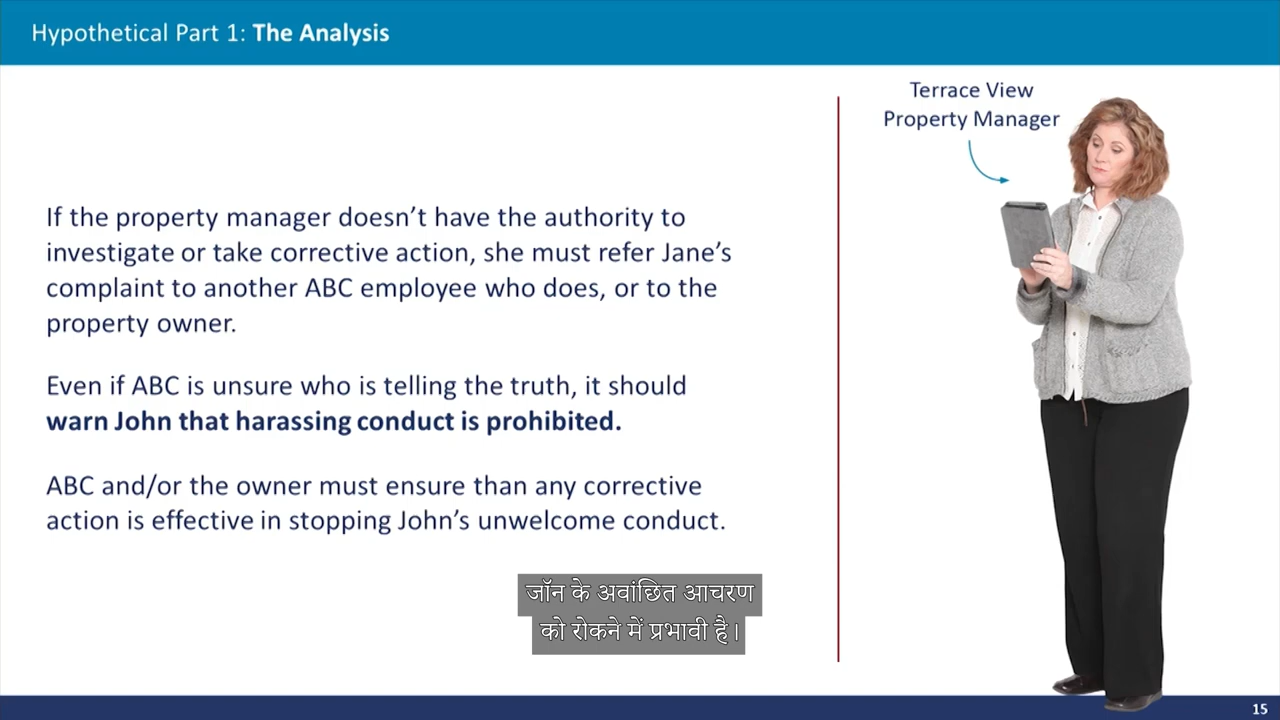 Hypothetical Part 1: The Analysis
Terrace View
Property Manager
If the property manager doesn’t have the authority to
investigate or take corrective action, she must refer Jane’s
complaint to another ABC employee who does, or to the
property owner.
Even if ABC is unsure who is telling the truth, it should
warn John that harassing conduct is prohibited.
ABC and/or the owner must ensure than any corrective
action is effective in stopping John’s unwelcome conduct.
जॉन के अवांछित आचरण
को रोकने में प्रभावी है।
15